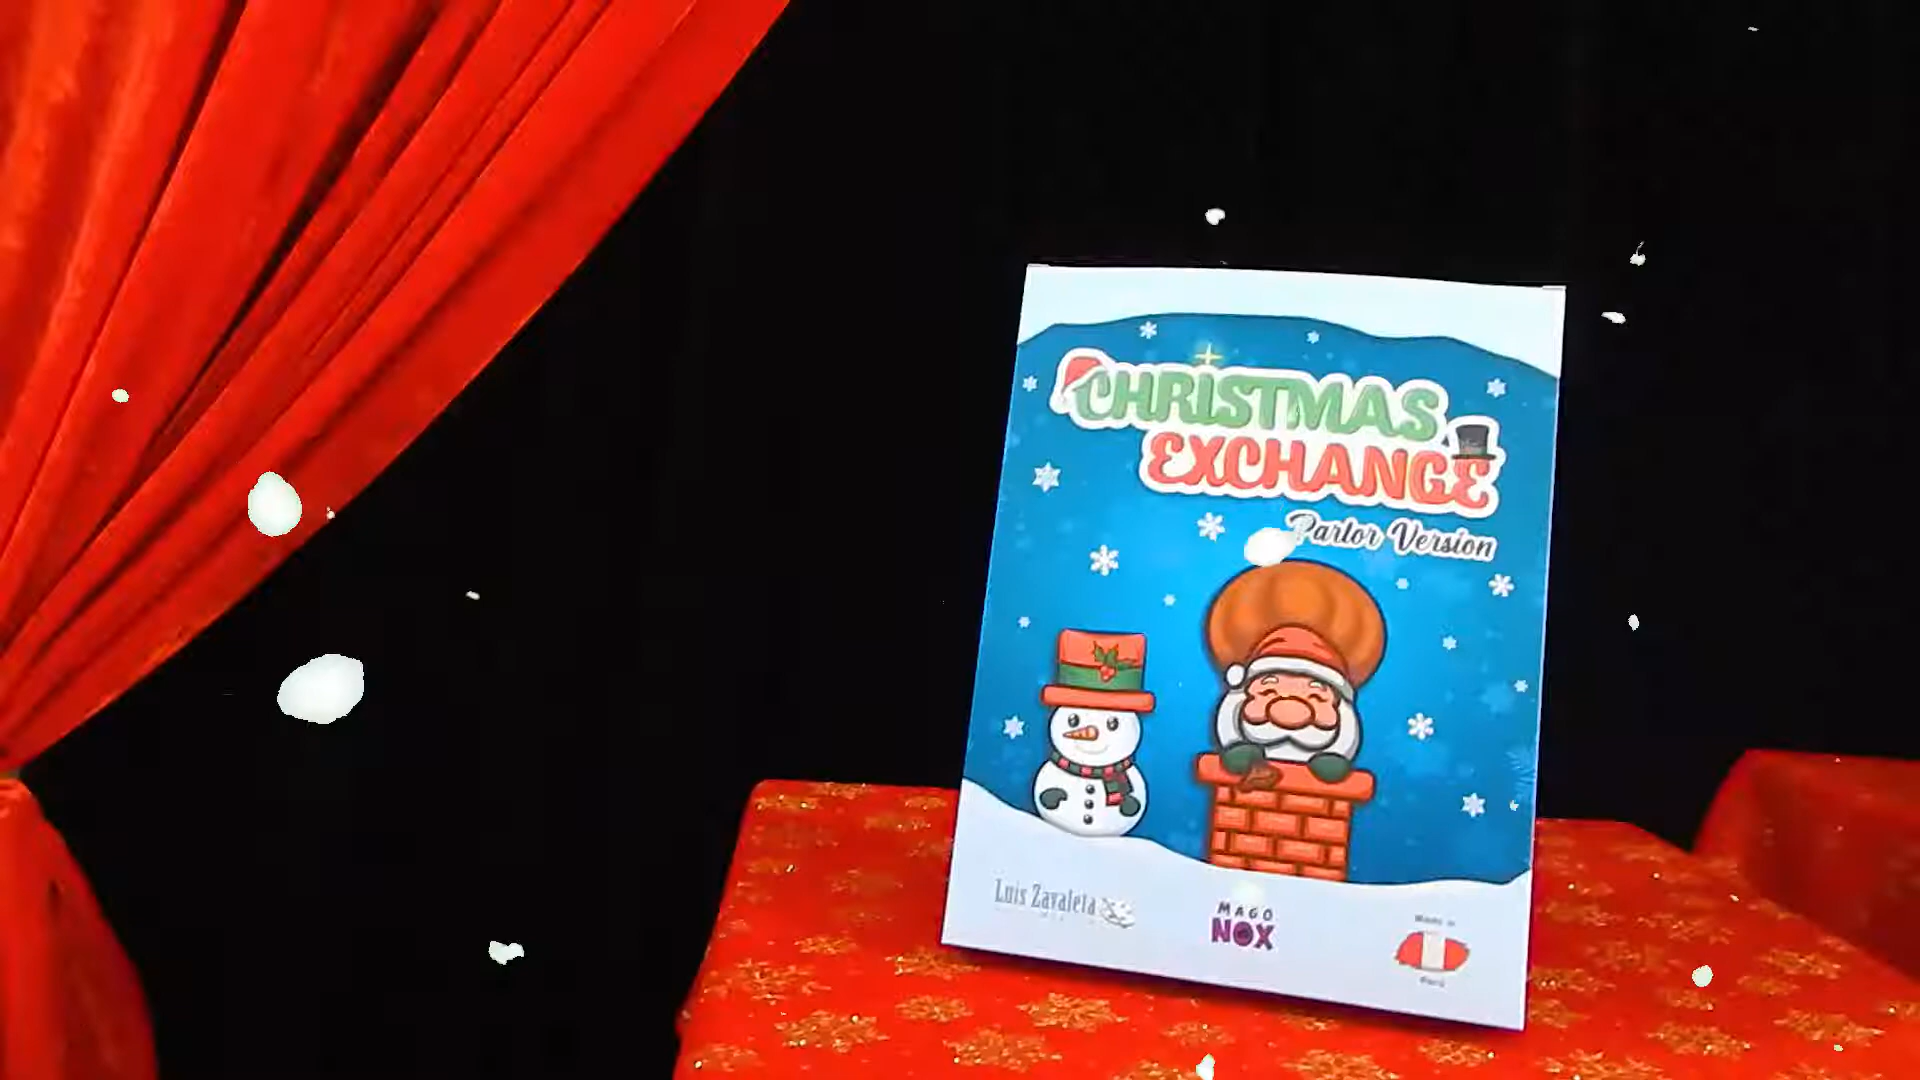 CHRISTMAS
EXCHANGE
Parlor Version
Luis Zavaleta
MAGO
NOX
Made in
Perú